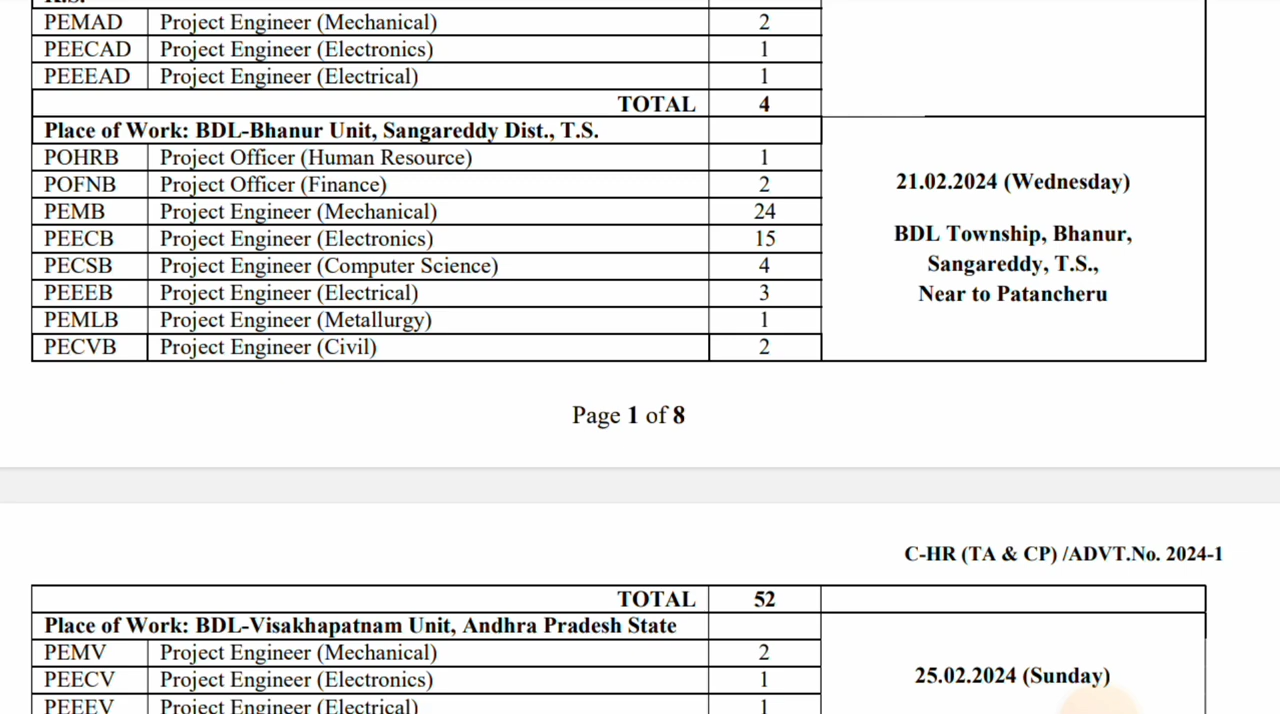 PEMAD Project Engineer (Mechanical) 2
PEECAD Project Engineer (Electronics) 1
PEEEAD Project Engineer (Electrical) 1
TOTAL 4
Place of Work: BDL-Bhanur Unit, Sangareddy Dist., T.S.
POHRB Project Officer (Human Resource) 1
POFNB Project Officer (Finance) 2
PEMB Project Engineer (Mechanical) 24
PEECB Project Engineer (Electronics) 15
PECSB Project Engineer (Computer Science) 4
PEEEB Project Engineer (Electrical) 3
PEMLB Project Engineer (Metallurgy) 1
PECVB Project Engineer (Civil) 2
21.02.2024 (Wednesday)
BDL Township, Bhanur,
Sangareddy, T.S.,
Near to Patancheru
Page 1 of 8
C-HR (TA & CP) /ADVT.No. 2024-1
TOTAL 52
Place of Work: BDL-Visakhapatnam Unit, Andhra Pradesh State
PEMV Project Engineer (Mechanical) 2
PEECV Project Engineer (Electronics) 1
PEEEV Project Engineer (Electrical) 1
25.02.2024 (Sunday)